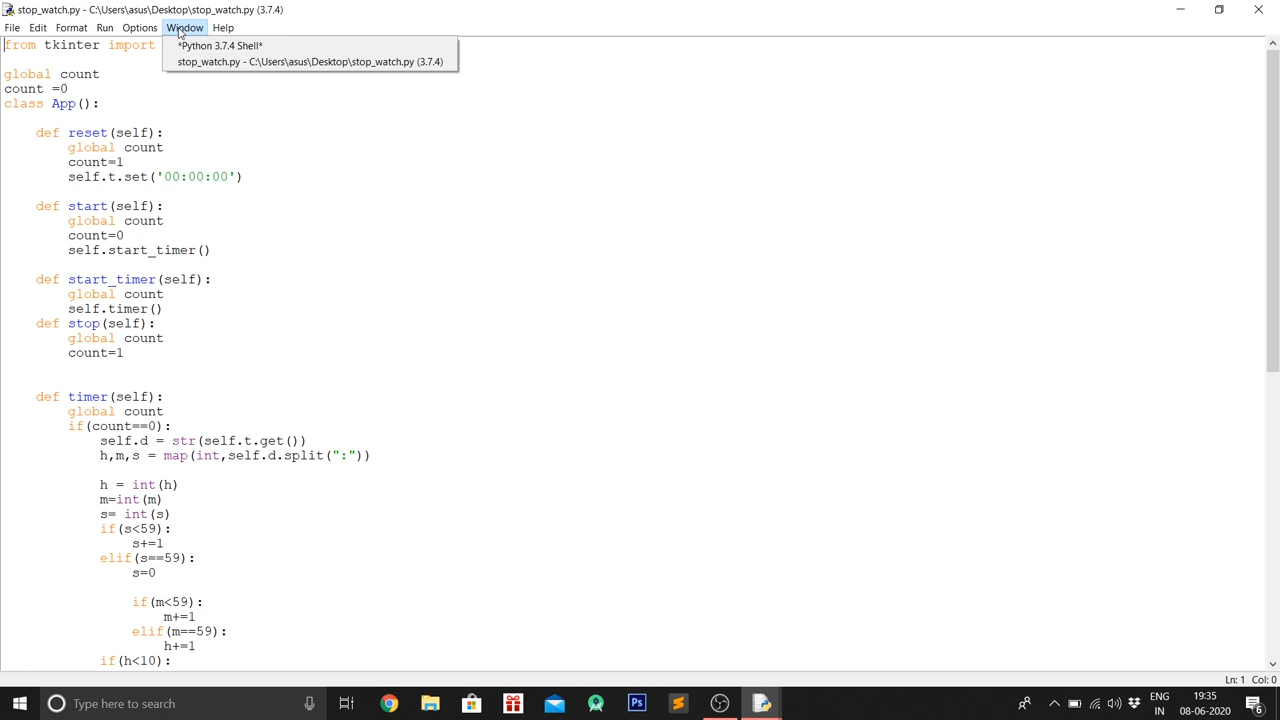 stop_watch.py - C:\Users\asus\Desktop\stop_watch.py (3.7.4)
File Edit Format Run Options Window Help
from tkinter import
*Python 3.7.4 Shell*
stop_watch.py - C:\Users\asus\Desktop\stop_watch.py (3.7.4)
global count
count =0
class App():
def reset(self):
global count
count=1
self.t.set('00:00:00')
def start(self):
global count
count=0
self.start_timer()
def start_timer(self):
global count
self.timer()
def stop(self):
global count
count=1
def timer(self):
global count
if(count==0):
self.d = str(self.t.get())
h,m,s = map(int,self.d.split(":"))
h = int(h)
m=int(m)
s= int(s)
if(s<59):
s+=1
elif(s==59):
s=0
if(m<59):
m+=1
elif(m==59):
h+=1
if(h<10):
Ln: 1 Col: 0
Type here to search
Ps
ENG
IN
19:35
08-06-2020
6